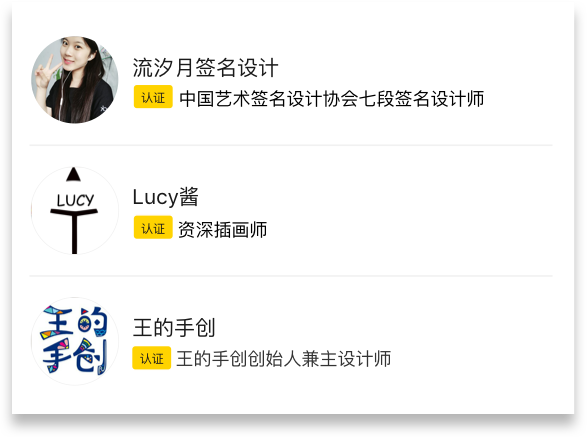 流汐月签名设计
认证 中国艺术签名设计协会七段签名设计师
LUCY
Lucy酱
认证 资深插画师
王的
手创
王的手创
认证 王的手创创始人兼主设计师